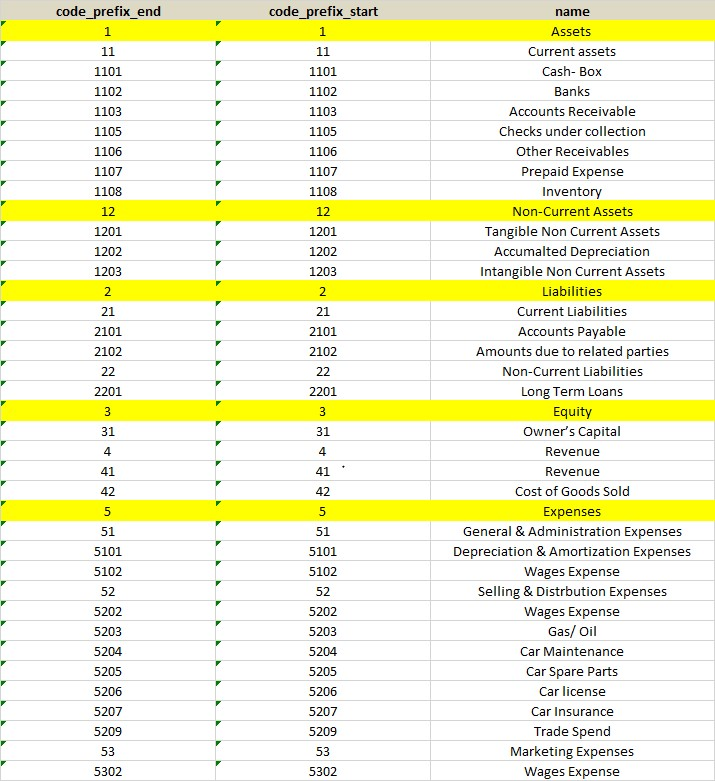 code_prefix_end code_prefix_start name
1 1 Assets
11 11 Current assets
1101 1101 Cash- Box
1102 1102 Banks
1103 1103 Accounts Receivable
1105 1105 Checks under collection
1106 1106 Other Receivables
1107 1107 Prepaid Expense
1108 1108 Inventory
12 12 Non-Current Assets
1201 1201 Tangible Non Current Assets
1202 1202 Accumalted Depreciation
1203 1203 Intangible Non Current Assets
2 2 Liabilities
21 21 Current Liabilities
2101 2101 Accounts Payable
2102 2102 Amounts due to related parties
22 22 Non-Current Liabilities
2201 2201 Long Term Loans
3 3 Equity
31 31 Owner’s Capital
4 4 Revenue
41 41 Revenue
42 42 Cost of Goods Sold
5 5 Expenses
51 51 General & Administration Expenses
5101 5101 Depreciation & Amortization Expenses
5102 5102 Wages Expense
52 52 Selling & Distrbution Expenses
5202 5202 Wages Expense
5203 5203 Gas/ Oil
5204 5204 Car Maintenance
5205 5205 Car Spare Parts
5206 5206 Car license
5207 5207 Car Insurance
5209 5209 Trade Spend
53 53 Marketing Expenses
5302 5302 Wages Expense